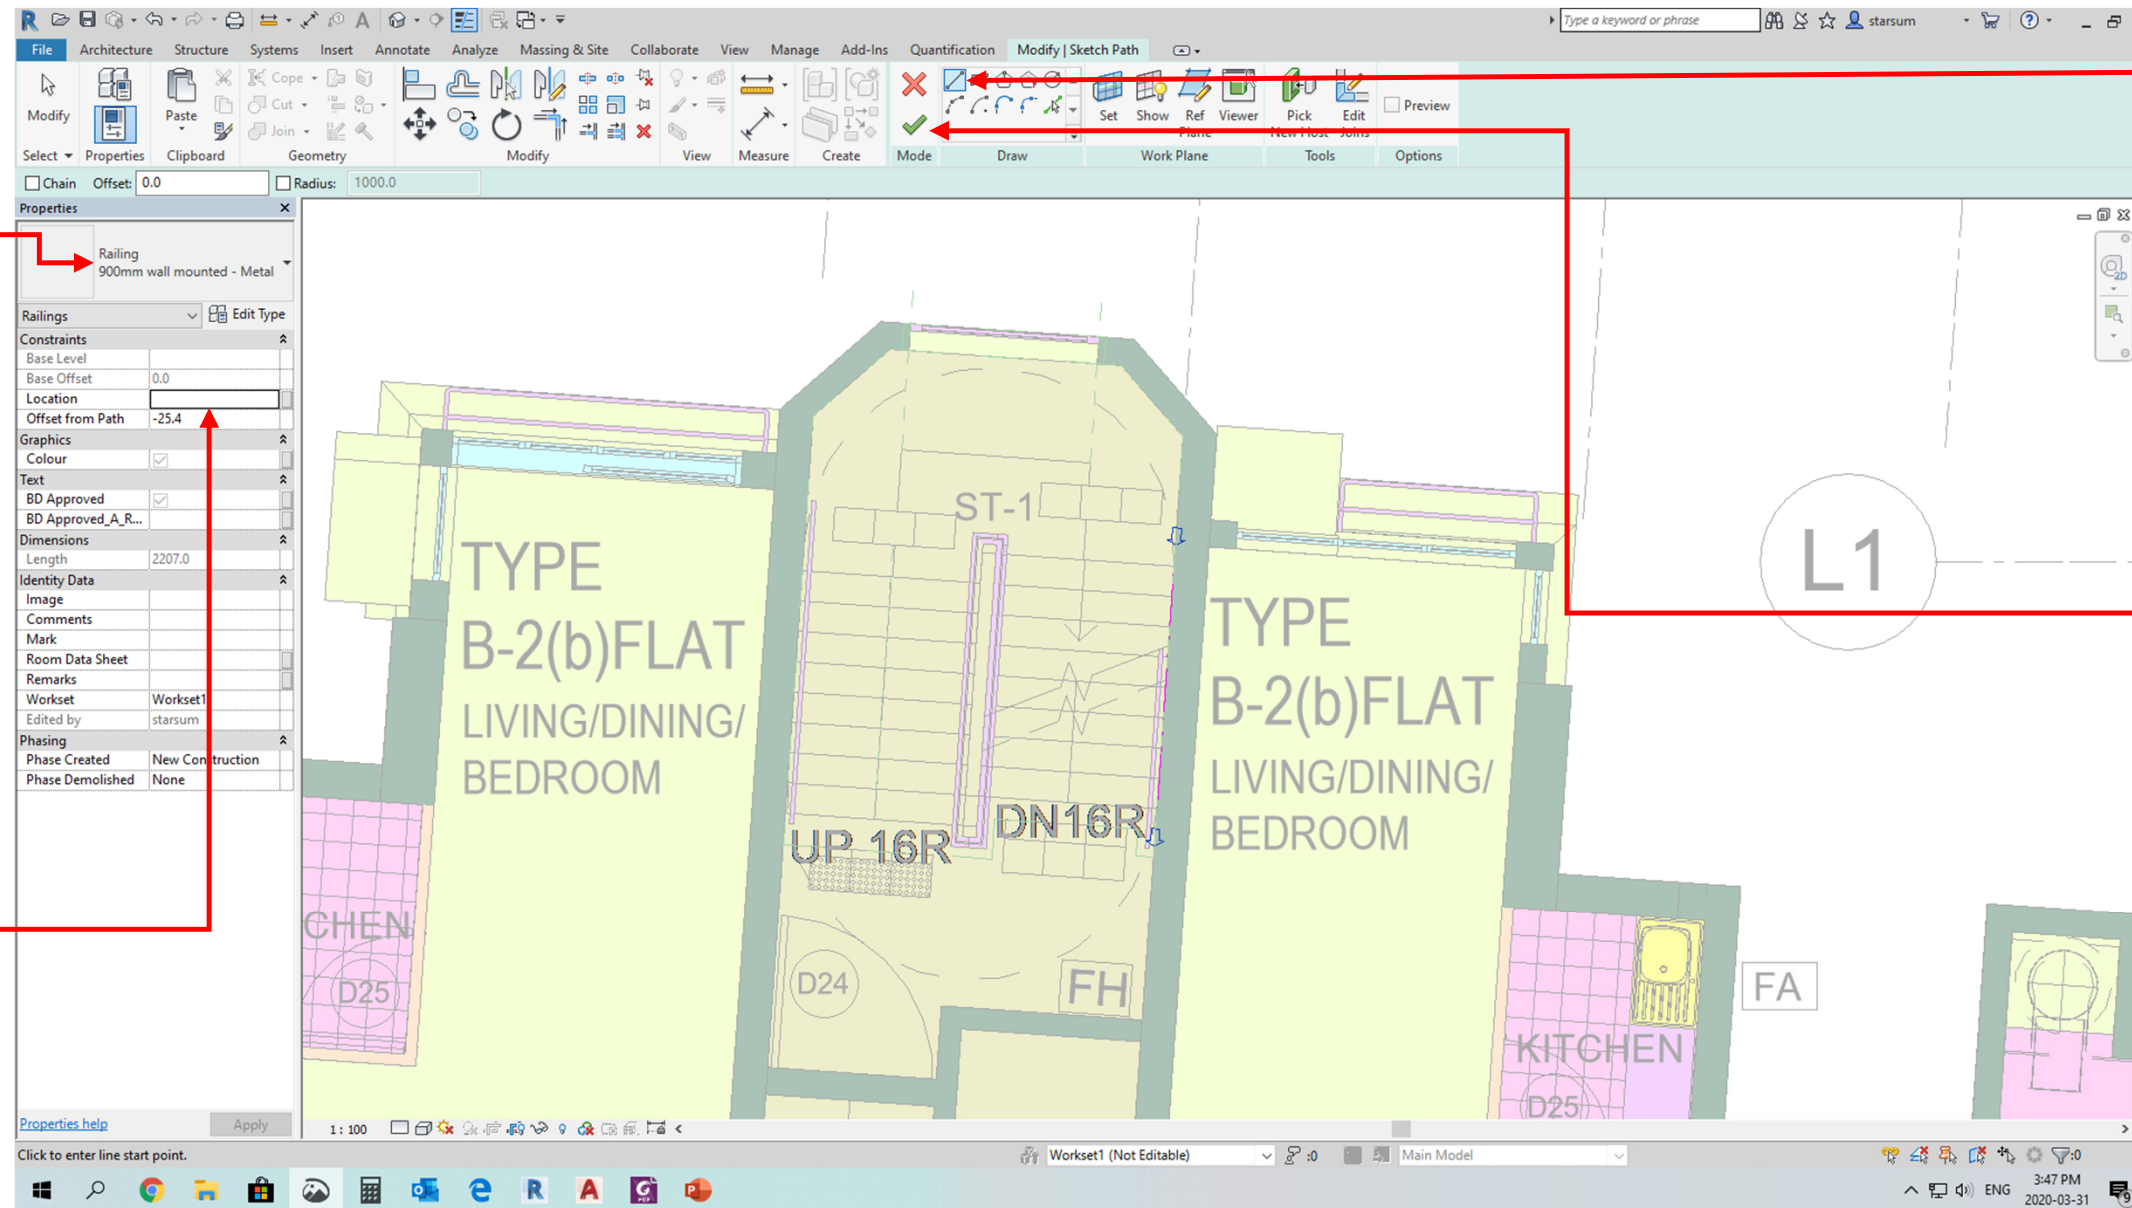 Type a keyword or phrase
starsum
File Architecture Structure Systems Insert Annotate Analyze Massing & Site Collaborate View Manage Add-Ins Quantification Modify | Sketch Path
Modify
Paste
Cope
Cut
Join
Set
Show
Ref Plane
Viewer
Pick New Host
Edit Joins
Preview
Select Properties Clipboard Geometry Modify View Measure Create Mode Draw Work Plane Tools Options
Chain Offset: 0.0 Radius: 1000.0
Properties
Railing
900mm wall mounted - Metal
Railings Edit Type
Constraints
Base Level
Base Offset 0.0
Location
Offset from Path -25.4
Graphics
Colour
Text
BD Approved
BD Approved_A_R...
Dimensions
Length 2207.0
Identity Data
Image
Comments
Mark
Room Data Sheet
Remarks
Workset Workset1
Edited by starsum
Phasing
Phase Created New Construction
Phase Demolished None
Properties help Apply
2D
ST-1
L1
TYPE
B-2(b)FLAT
LIVING/DINING/
BEDROOM
TYPE
B-2(b)FLAT
LIVING/DINING/
BEDROOM
UP 16R
DN16R
CHEN
D25
D24
FH
FA
KITCHEN
D25
1 : 100
Click to enter line start point.
Workset1 (Not Editable)
:0
Main Model
:0
ENG
3:47 PM
2020-03-31
9